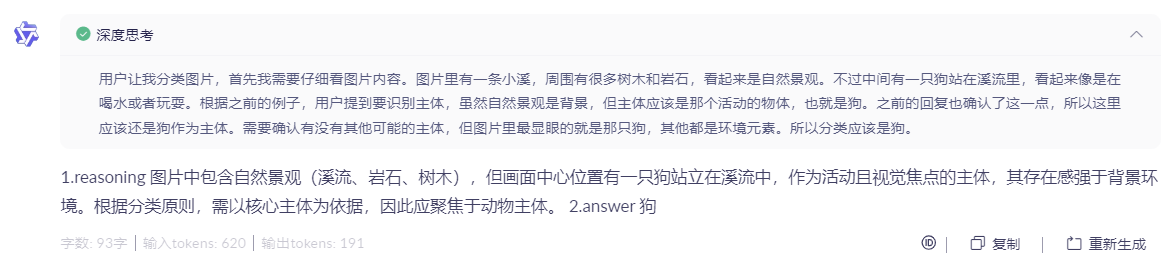 深度思考
用户让我分类图片，首先我需要仔细看图片内容。图片里有一条小溪，周围有很多树木和岩石，看起来是自然景观。不过中间有一只狗站在溪流里，看起来像是在
喝水或者玩耍。根据之前的例子，用户提到要识别主体，虽然自然景观是背景，但主体应该是那个活动的物体，也就是狗。之前的回复也确认了这一点，所以这里
应该还是狗作为主体。需要确认有没有其他可能的主体，但图片里最显眼的就是那只狗，其他都是环境元素。所以分类应该是狗。
1.reasoning 图片中包含自然景观（溪流、岩石、树木），但画面中心位置有一只狗站立在溪流中，作为活动且视觉焦点的主体，其存在感强于背景环
境。根据分类原则，需以核心主体为依据，因此应聚焦于动物主体。 2.answer 狗
字数: 93字 | 输入tokens: 620 | 输出tokens: 191 ID | 复制 | 重新生成